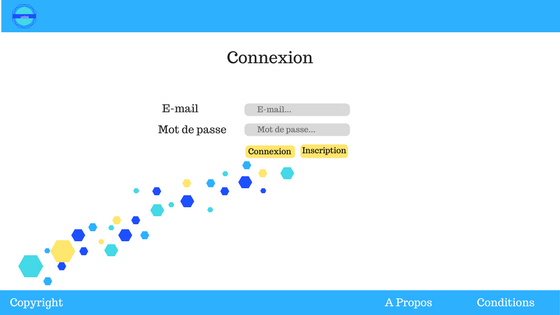 Connexion
E-mail E-mail...
Mot de passe Mot de passe...
Connexion Inscription
Copyright A Propos Conditions